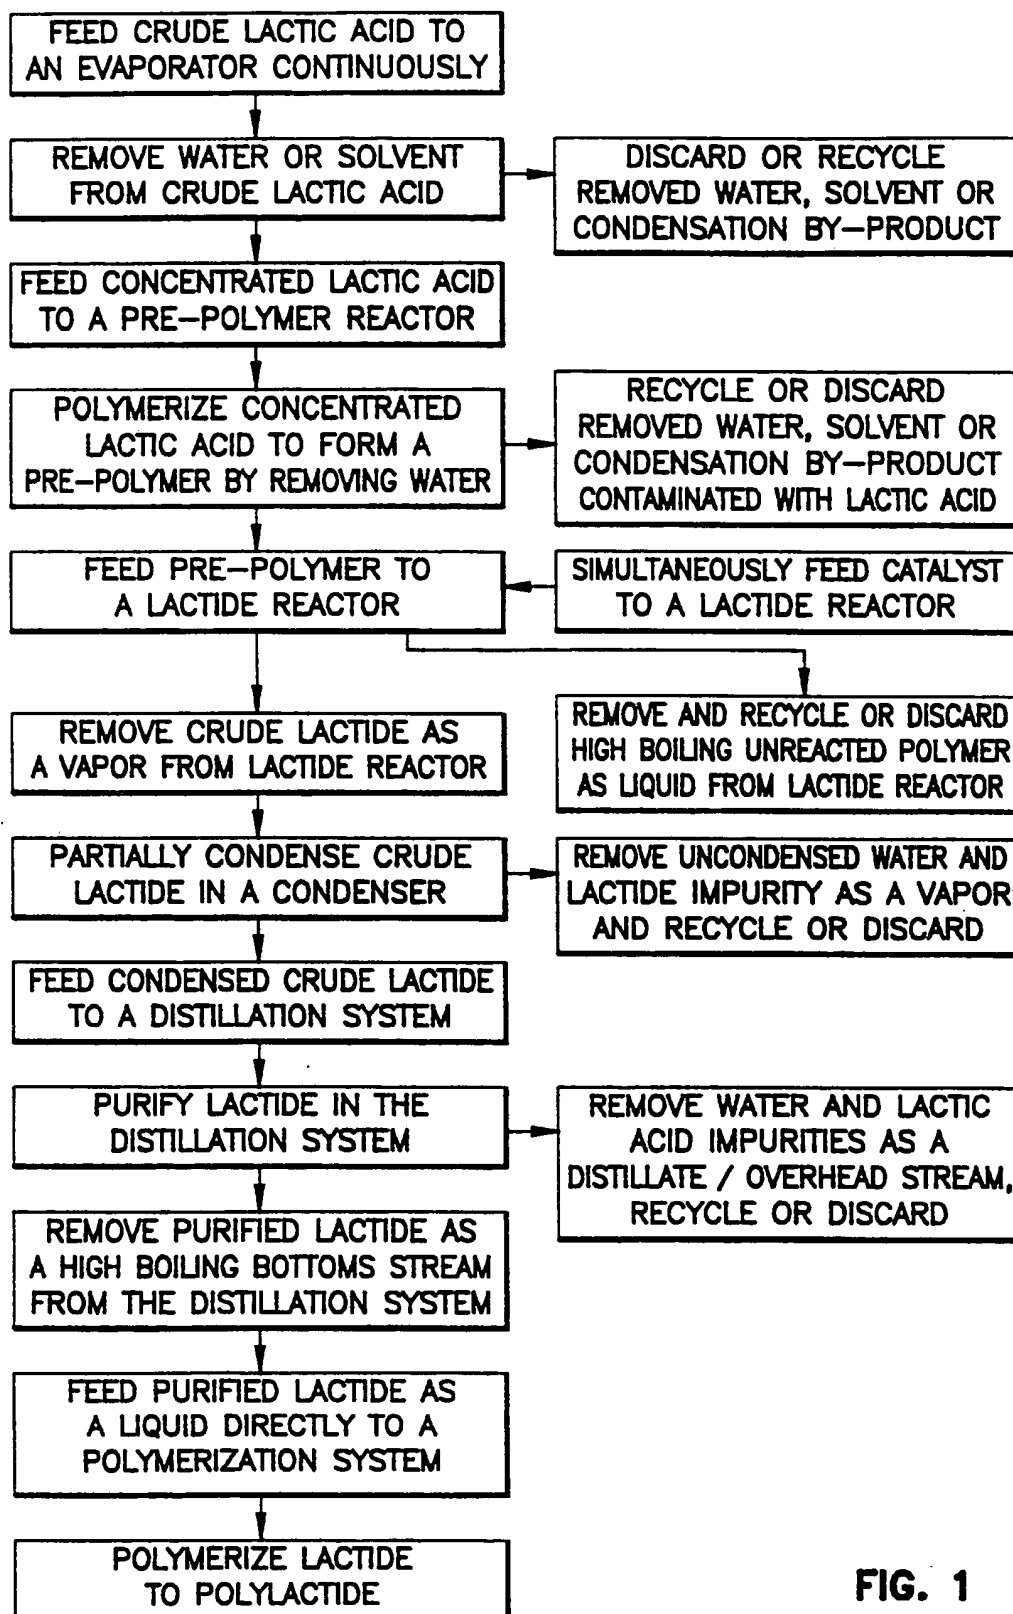 FEED CRUDE LACTIC ACID TO
AN EVAPORATOR CONTINUOUSLY
REMOVE WATER OR SOLVENT
FROM CRUDE LACTIC ACID
DISCARD OR RECYCLE
REMOVED WATER, SOLVENT OR
CONDENSATION BY-PRODUCT
FEED CONCENTRATED LACTIC ACID
TO A PRE-POLYMER REACTOR
POLYMERIZE CONCENTRATED
LACTIC ACID TO FORM A
PRE-POLYMER BY REMOVING WATER
RECYCLE OR DISCARD
REMOVED WATER, SOLVENT OR
CONDENSATION BY-PRODUCT
CONTAMINATED WITH LACTIC ACID
FEED PRE-POLYMER TO
A LACTIDE REACTOR
SIMULTANEOUSLY FEED CATALYST
TO A LACTIDE REACTOR
REMOVE CRUDE LACTIDE AS
A VAPOR FROM LACTIDE REACTOR
REMOVE AND RECYCLE OR DISCARD
HIGH BOILING UNREACTED POLYMER
AS LIQUID FROM LACTIDE REACTOR
PARTIALLY CONDENSE CRUDE
LACTIDE IN A CONDENSER
REMOVE UNCONDENSED WATER AND
LACTIDE IMPURITY AS A VAPOR
AND RECYCLE OR DISCARD
FEED CONDENSED CRUDE LACTIDE
TO A DISTILLATION SYSTEM
PURIFY LACTIDE IN THE
DISTILLATION SYSTEM
REMOVE WATER AND LACTIC
ACID IMPURITIES AS A
DISTILLATE / OVERHEAD STREAM,
RECYCLE OR DISCARD
REMOVE PURIFIED LACTIDE AS
A HIGH BOILING BOTTOMS STREAM
FROM THE DISTILLATION SYSTEM
FEED PURIFIED LACTIDE AS
A LIQUID DIRECTLY TO A
POLYMERIZATION SYSTEM
POLYMERIZE LACTIDE
TO POLYLACTIDE
FIG. 1